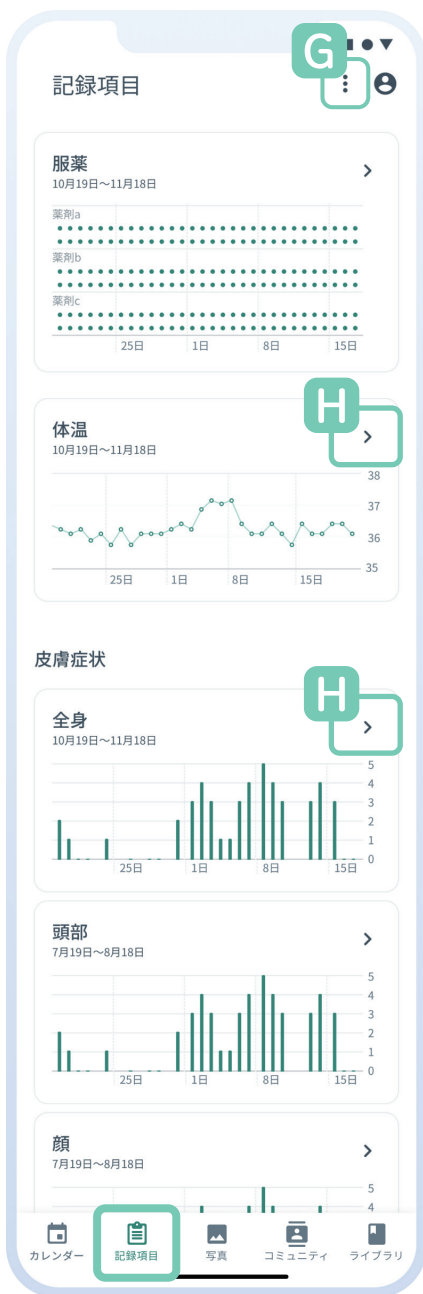 G
記録項目
服薬
10月19日～11月18日
薬剤a
薬剤b
薬剤c
25日 1日 8日 15日
H
体温
10月19日～11月18日
38
37
36
35
25日 1日 8日 15日
皮膚症状
H
全身
10月19日～11月18日
5
4
3
2
1
0
25日 1日 8日 15日
頭部
7月19日～8月18日
5
4
3
2
1
0
25日 1日 8日 15日
顔
7月19日～8月18日
5
4
カレンダー 記録項目 写真 コミュニティ ライブラリ